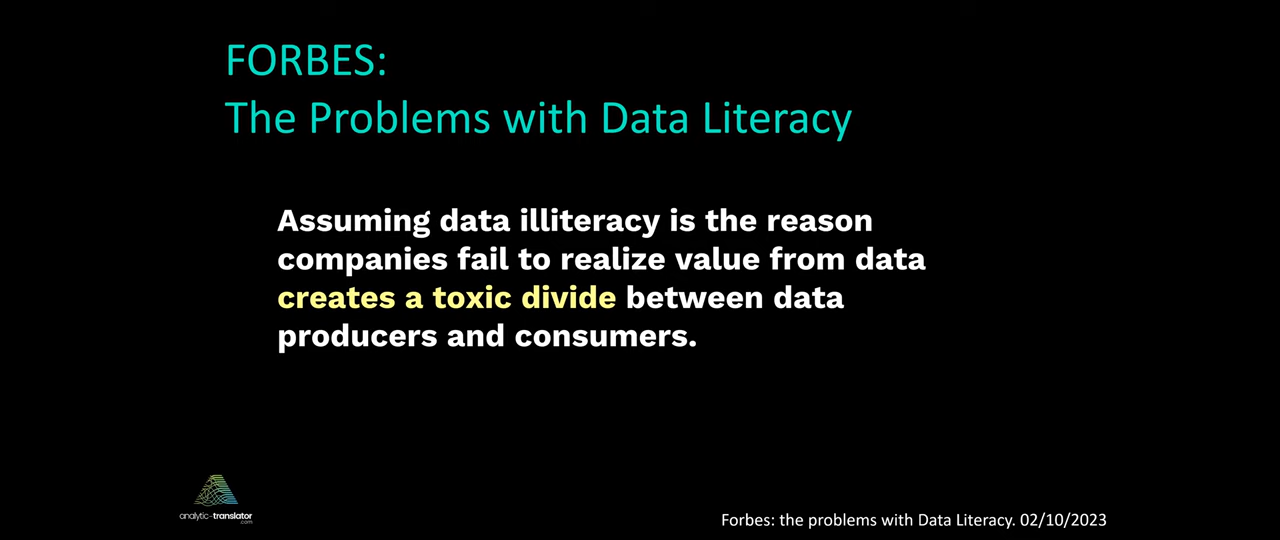 FORBES:
The Problems with Data Literacy
Assuming data illiteracy is the reason
companies fail to realize value from data
creates a toxic divide between data
producers and consumers.
analytic-translator
.com
Forbes: the problems with Data Literacy. 02/10/2023